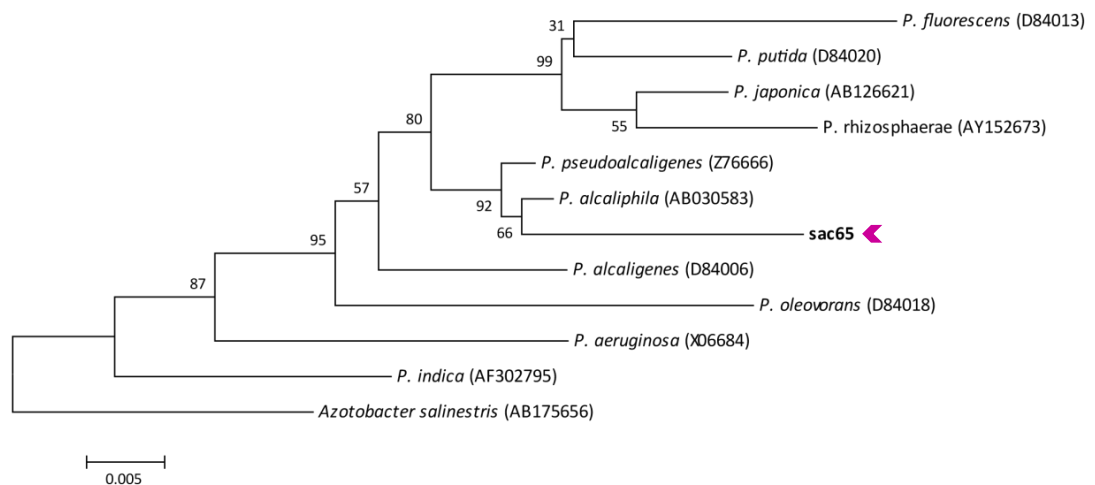 P. fluorescens (D84013)
31
P. putida (D84020)
99
P. japonica (AB126621)
P. rhizosphaerae (AY152673)
55
80
P. pseudoalcaligenes (Z76666)
57
P. alcaliphila (AB030583)
92
66
sac65
95
P. alcaligenes (D84006)
87
P. oleovorans (D84018)
P. aeruginosa (X06684)
P. indica (AF302795)
Azotobacter salinestris (AB175656)
0.005